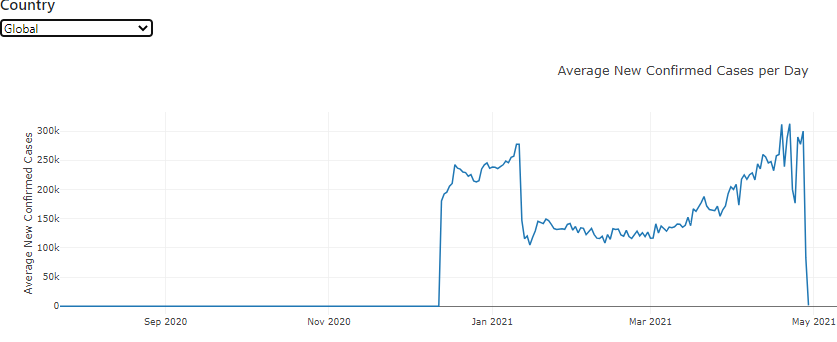 Country
Global
Average New Confirmed Cases per Day
Average New Confirmed Cases
300k
250k
200k
150k
100k
50k
0
Sep 2020 Nov 2020 Jan 2021 Mar 2021 May 2021